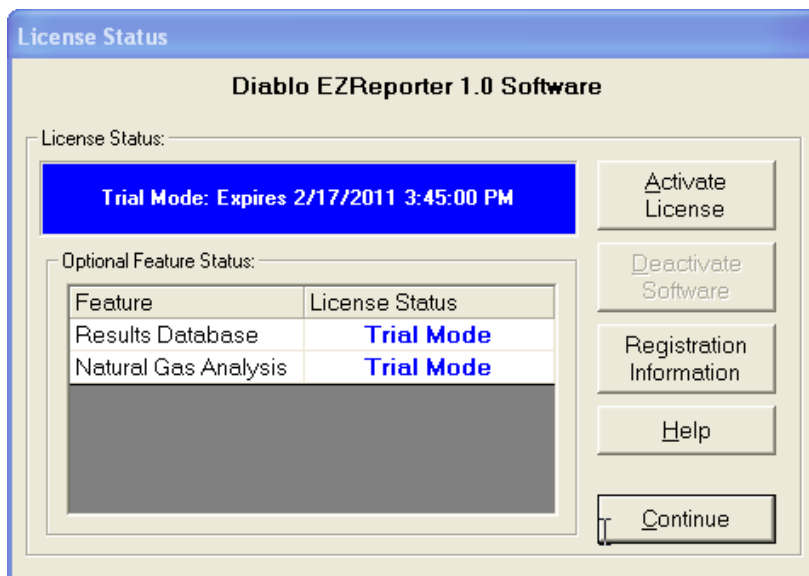 License Status
Diablo EZReporter 1.0 Software
License Status:
Trial Mode: Expires 2/17/2011 3:45:00 PM
Activate
License
Optional Feature Status:
Deactivate
Software
Feature License Status
Results Database Trial Mode
Natural Gas Analysis Trial Mode
Registration
Information
Help
Continue